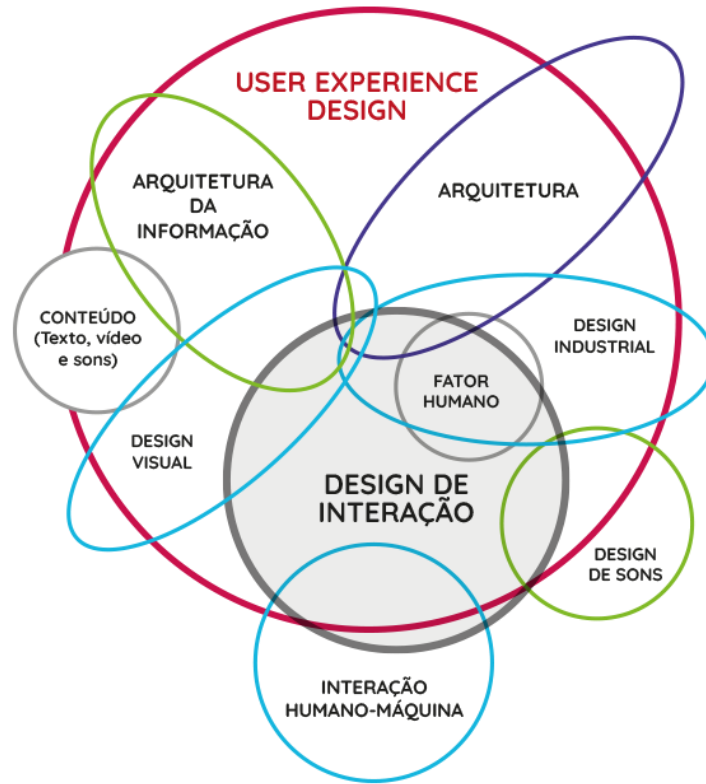 USER EXPERIENCE
DESIGN
ARQUITETURA
DA
INFORMAÇÃO
ARQUITETURA
CONTEÚDO
(Texto, vídeo
e sons)
DESIGN
INDUSTRIAL
FATOR
HUMANO
DESIGN
VISUAL
DESIGN DE
INTERAÇÃO
DESIGN
DE SONS
INTERAÇÃO
HUMANO-MÁQUINA